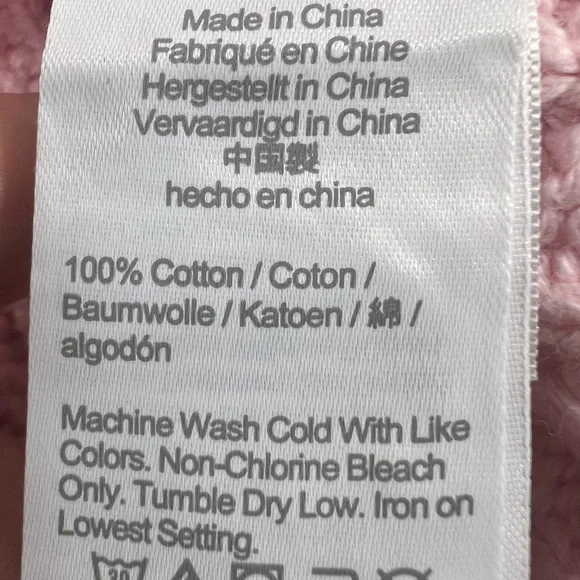 Made in China
Fabriqué en Chine
Hergestellt in China
Vervaardigd in China
中国製
hecho en china
100% Cotton / Coton /
Baumwolle / Katoen / 綿 /
algodón
Machine Wash Cold With Like
Colors. Non-Chlorine Bleach
Only. Tumble Dry Low. Iron on
Lowest Setting.
30